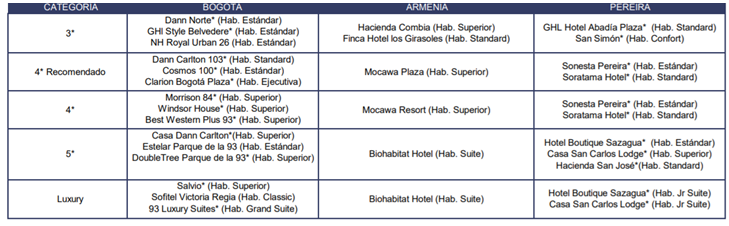 CATEGORIA BOGOTÁ ARMENIA PEREIRA
3*
Dann Norte* (Hab. Estándar)
GHl Style Belvedere* (Hab. Estándar)
NH Royal Urban 26 (Hab. Estándar)
Hacienda Combia (Hab. Superior)
Finca Hotel los Girasoles (Hab. Standard)
GHL Hotel Abadía Plaza* (Hab. Standard)
San Simón* (Hab. Confort)
4* Recomendado
Dann Carlton 103* (Hab. Standard)
Cosmos 100* (Hab. Estándar)
Clarion Bogotá Plaza* (Hab. Ejecutiva)
Mocawa Plaza (Hab. Superior)
Sonesta Pereira* (Hab. Estándar)
Soratama Hotel* (Hab. Standard)
4*
Morrison 84* (Hab. Superior)
Windsor House* (Hab. Superior)
Best Western Plus 93* (Hab. Superior)
Mocawa Resort (Hab. Superior)
Sonesta Pereira* (Hab. Estándar)
Soratama Hotel* (Hab. Standard)
5*
Casa Dann Carlton*(Hab. Superior)
Estelar Parque de la 93 (Hab. Estándar)
DoubleTree Parque de la 93* (Hab. Superior)
Biohabitat Hotel (Hab. Suite)
Hotel Boutique Sazagua* (Hab. Estándar)
Casa San Carlos Lodge* (Hab. Superior)
Hacienda San José*(Hab. Standard)
Luxury
Salvio* (Hab. Superior)
Sofitel Victoria Regia (Hab. Classic)
93 Luxury Suites* (Hab. Grand Suite)
Biohabitat Hotel (Hab. Suite)
Hotel Boutique Sazagua* (Hab. Jr Suite)
Casa San Carlos Lodge* (Hab. Jr Suite)